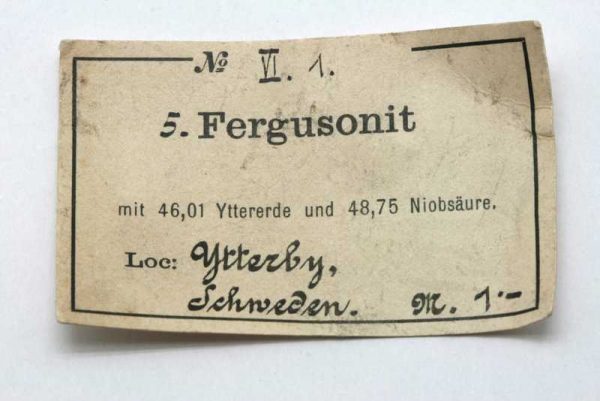 № VI. 1.
5. Fergusonit
mit 46,01 Yttererde und 48,75 Niobsäure.
Loc: Ytterby,
Schweden. M. 1·-